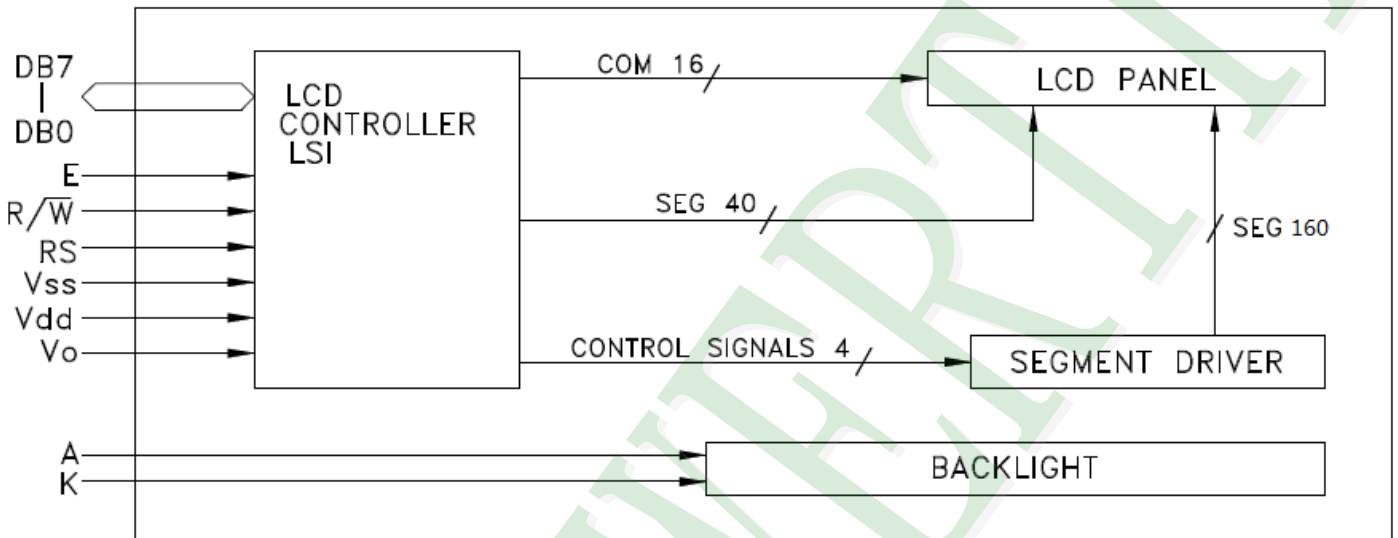 DB7
DB0
E
R/W̅
RS
Vss
Vdd
Vo
A
K
LCD
CONTROLLER
LSI
COM 16
LCD PANEL
SEG 40
SEG 160
CONTROL SIGNALS 4
SEGMENT DRIVER
BACKLIGHT